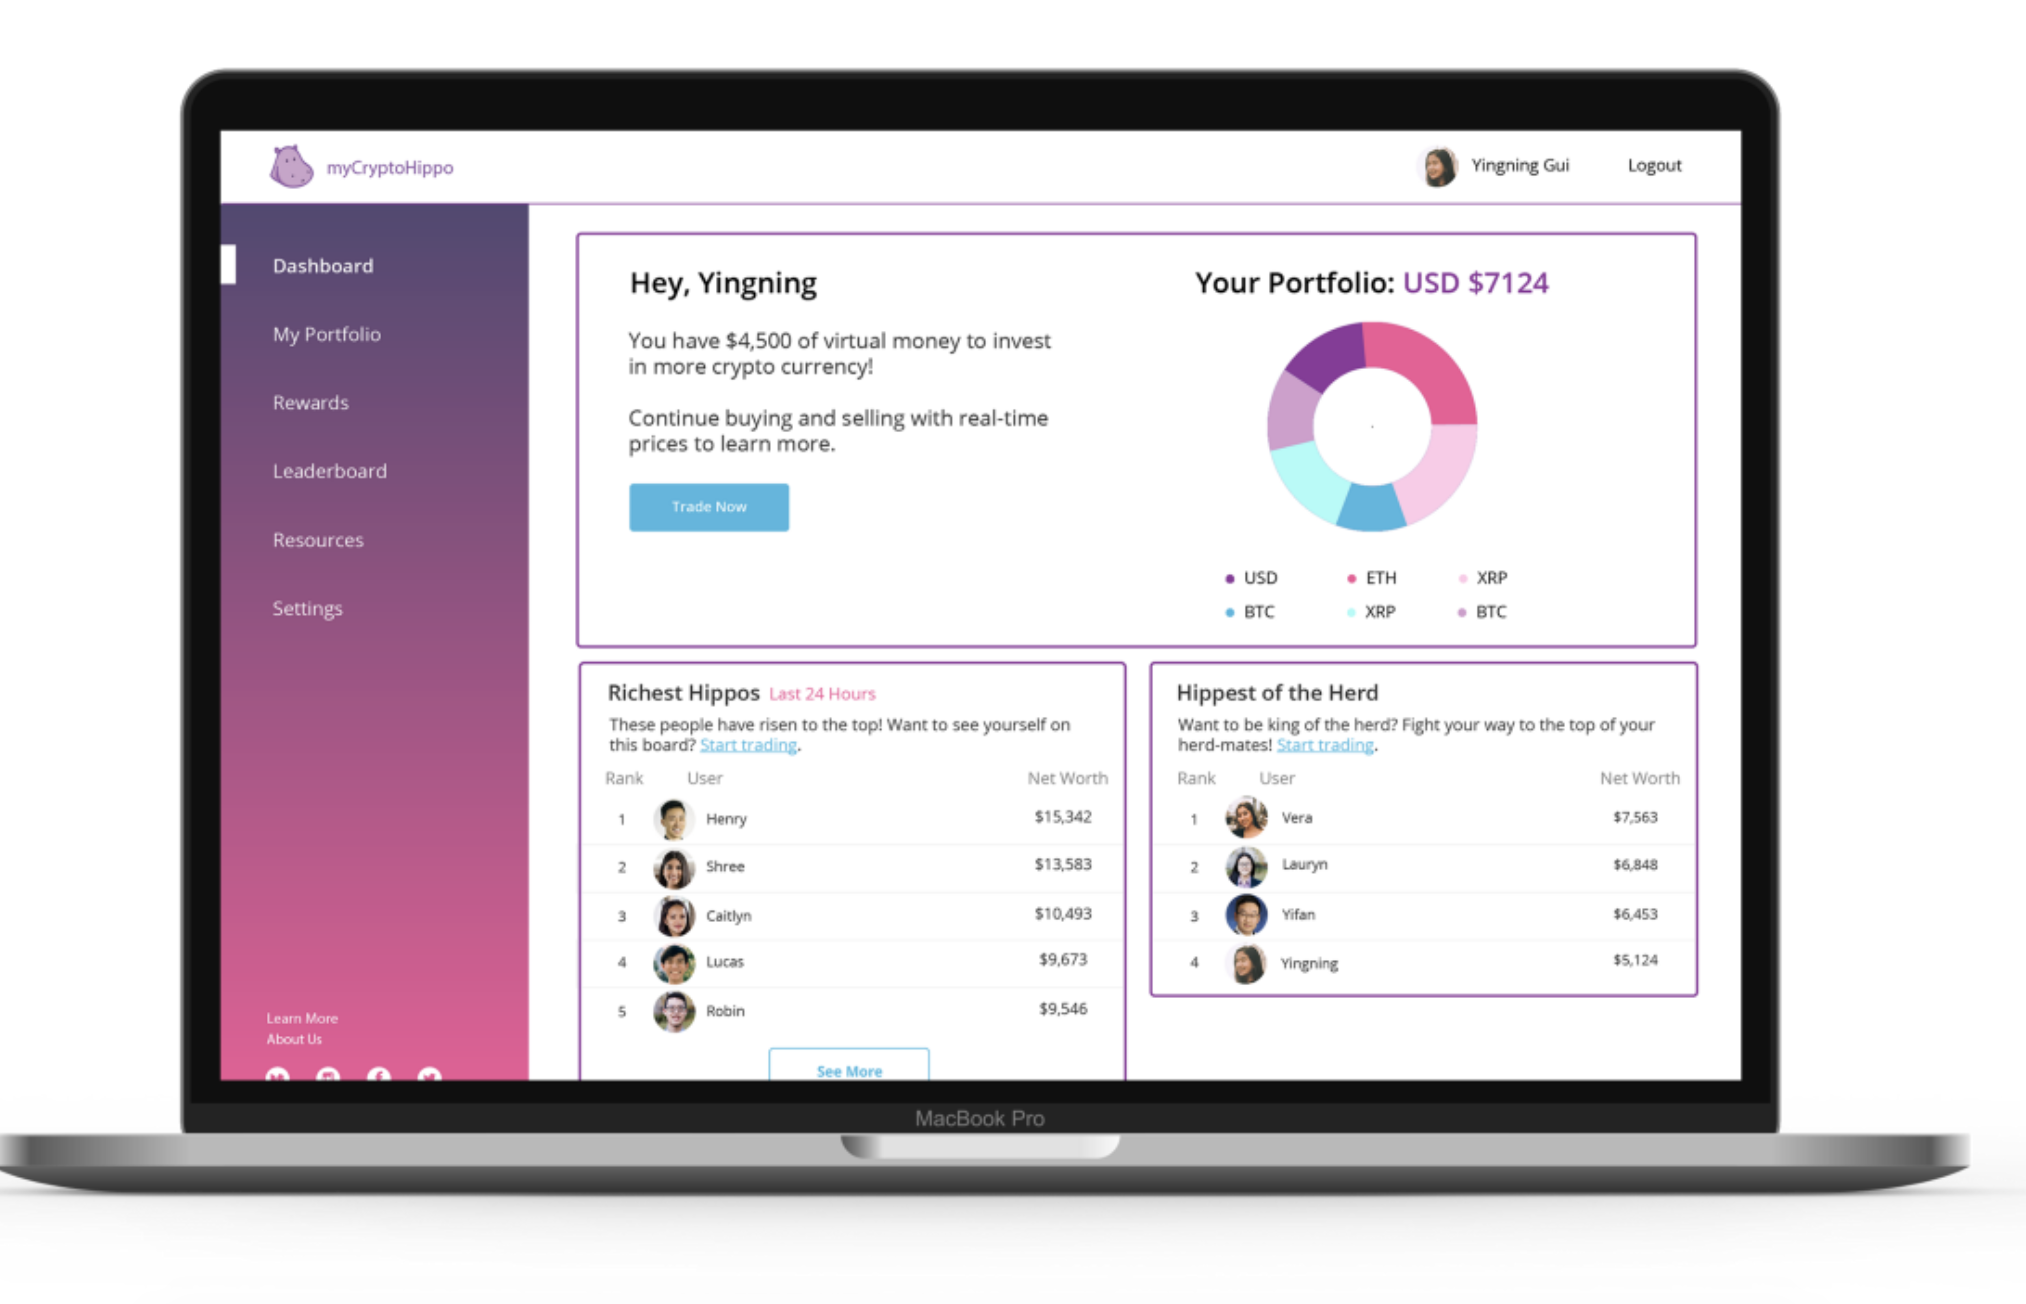 myCryptoHippo
Yingning Gui
Logout
Dashboard
My Portfolio
Rewards
Leaderboard
Resources
Settings
Learn More
About Us
Hey, Yingning
You have $4,500 of virtual money to invest
in more crypto currency!
Continue buying and selling with real-time
prices to learn more.
Trade Now
Your Portfolio: USD $7124
USD ETH XRP
BTC XRP BTC
Richest Hippos Last 24 Hours
These people have risen to the top! Want to see yourself on
this board? Start trading.
Rank User Net Worth
1 Henry $15,342
2 Shree $13,583
3 Caitlyn $10,493
4 Lucas $9,673
5 Robin $9,546
See More
Hippest of the Herd
Want to be king of the herd? Fight your way to the top of your
herd-mates! Start trading.
Rank User Net Worth
1 Vera $7,563
2 Lauryn $6,848
3 Yifan $6,453
4 Yingning $5,124
MacBook Pro